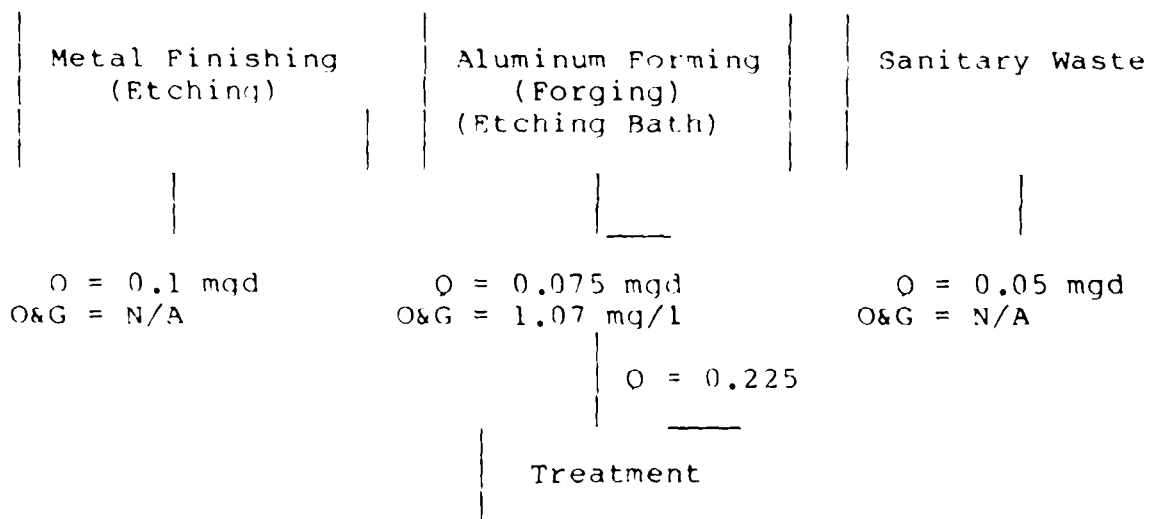 Metal Finishing Aluminum Forming Sanitary Waste
(Etching) (Forging)
(Etching Bath)
Q = 0.1 mgd Q = 0.075 mgd Q = 0.05 mgd
O&G = N/A O&G = 1.07 mg/l O&G = N/A
Q = 0.225
Treatment